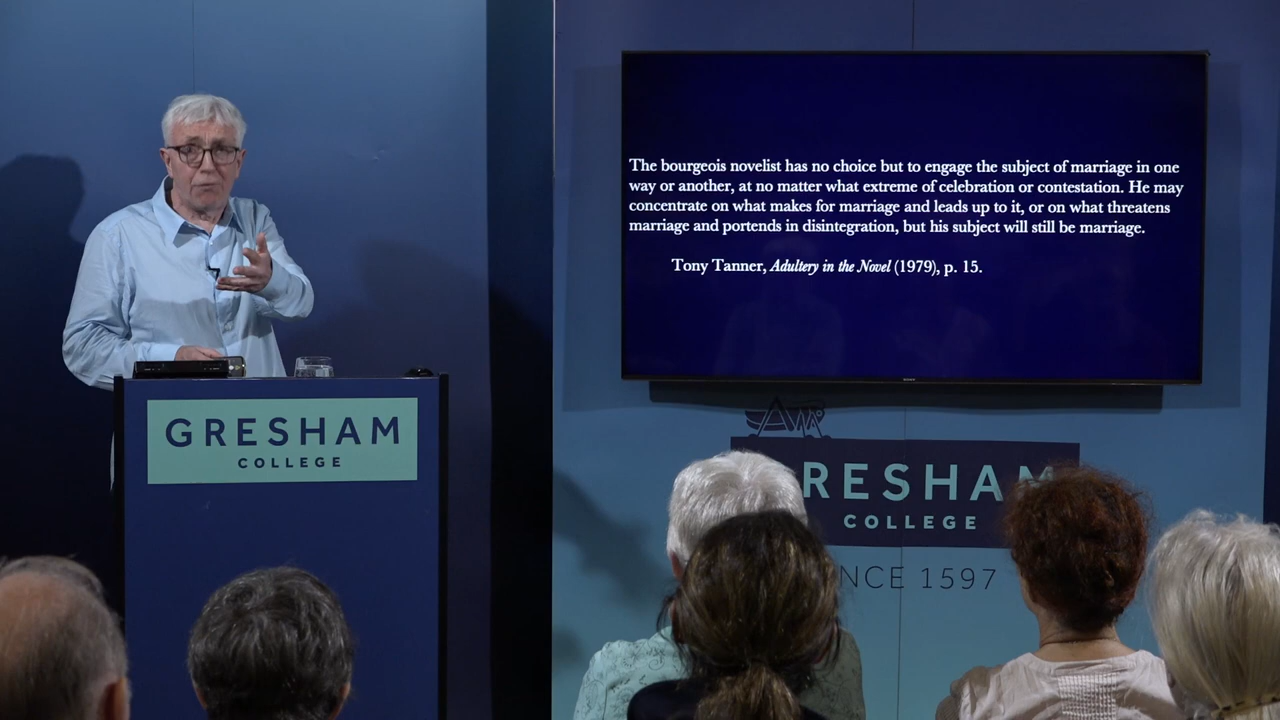 The bourgeois novelist has no choice but to engage the subject of marriage in one
way or another, at no matter what extreme of celebration or contestation. He may
concentrate on what makes for marriage and leads up to it, or on what threatens
marriage and portends in disintegration, but his subject will still be marriage.
Tony Tanner, Adultery in the Novel (1979), p. 15.
SONY
GRESHAM
COLLEGE
RESHAM
COLLEGE
NCE 1597